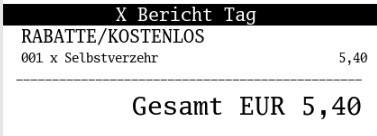 X Bericht Tag
RABATTE/KOSTENLOS
001 x Selbstverzehr 5,40
Gesamt EUR 5,40